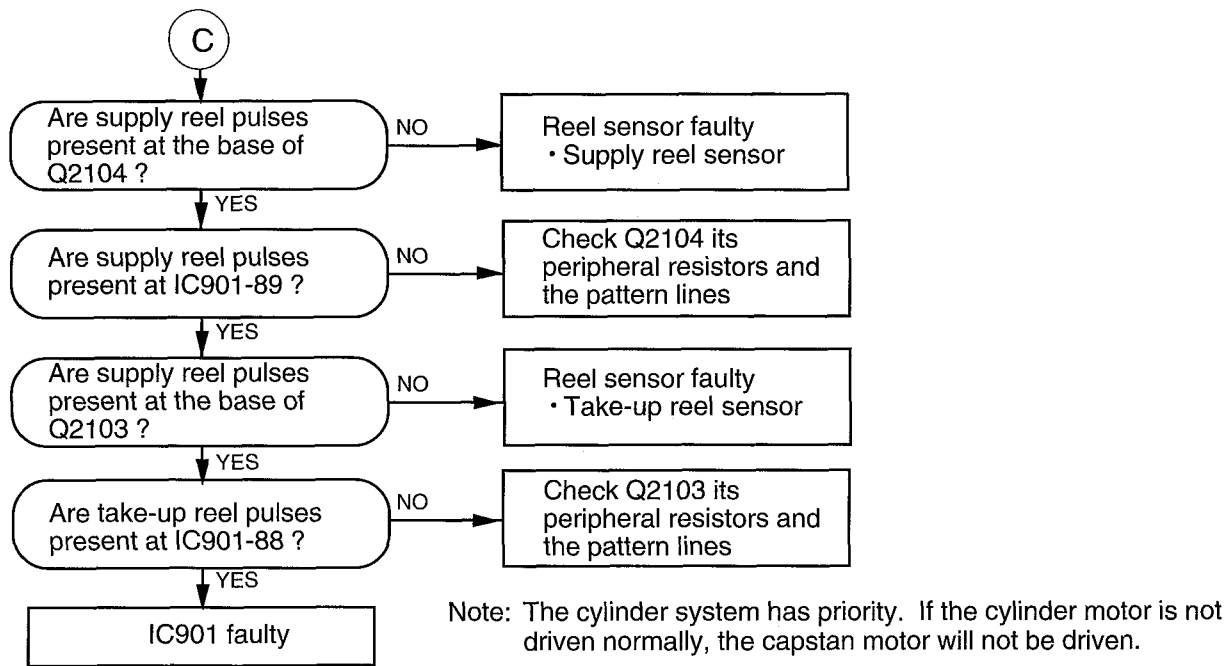 C
Are supply reel pulses
present at the base of
Q2104 ?
NO
Reel sensor faulty
・Supply reel sensor
YES
Are supply reel pulses
present at IC901-89 ?
NO
Check Q2104 its
peripheral resistors and
the pattern lines
YES
Are supply reel pulses
present at the base of
Q2103 ?
NO
Reel sensor faulty
・Take-up reel sensor
YES
Are take-up reel pulses
present at IC901-88 ?
NO
Check Q2103 its
peripheral resistors and
the pattern lines
YES
IC901 faulty
Note: The cylinder system has priority. If the cylinder motor is not
driven normally, the capstan motor will not be driven.